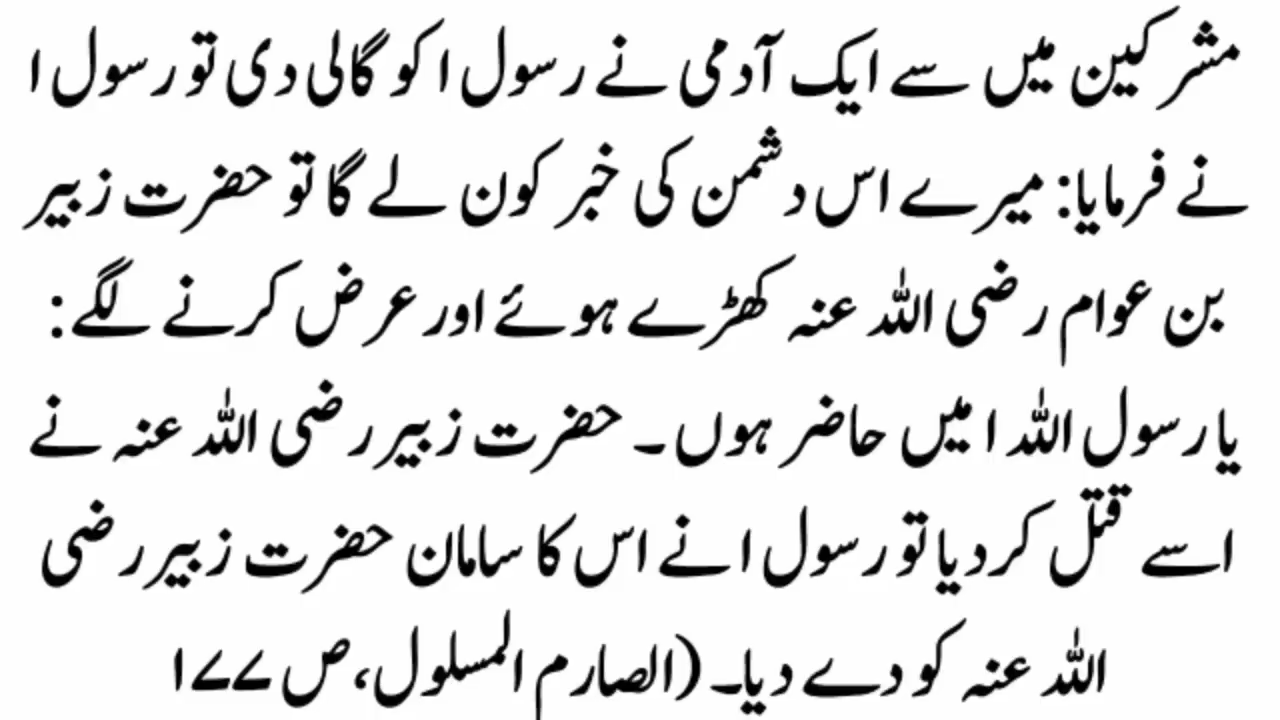 مشرکین میں سے ایک آدمی نے رسول ا کو گالی دی تو رسول ا
نے فرمایا: میرے اس دشمن کی خبر کون لے گا تو حضرت زبیر
بن عوام رضی اللہ عنہ کھڑے ہوئے اور عرض کرنے لگے:
یا رسول اللہ ا میں حاضر ہوں۔ حضرت زبیر رضی اللہ عنہ نے
اسے قتل کر دیا تو رسول ا نے اس کا سامان حضرت زبیر رضی
اللہ عنہ کو دے دیا۔ (الصارم المسلول، ص ۱۷۷